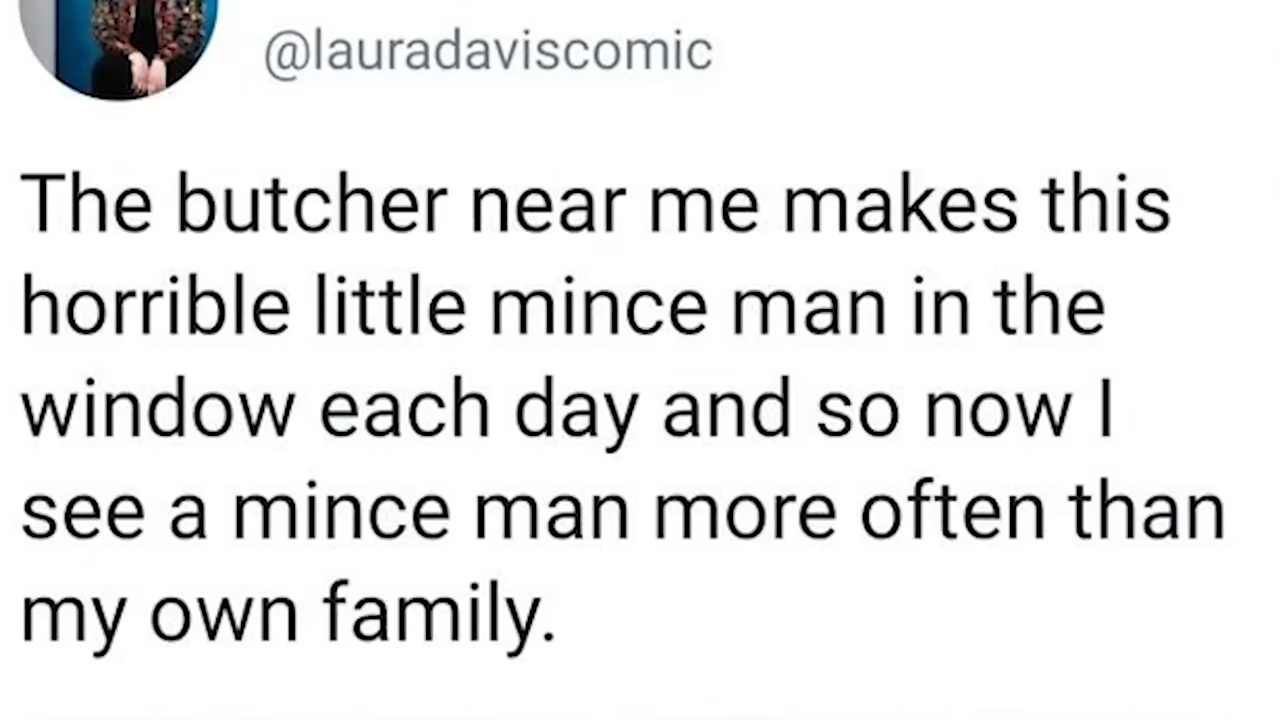 @lauradaviscomic
The butcher near me makes this
horrible little mince man in the
window each day and so now I
see a mince man more often than
my own family.